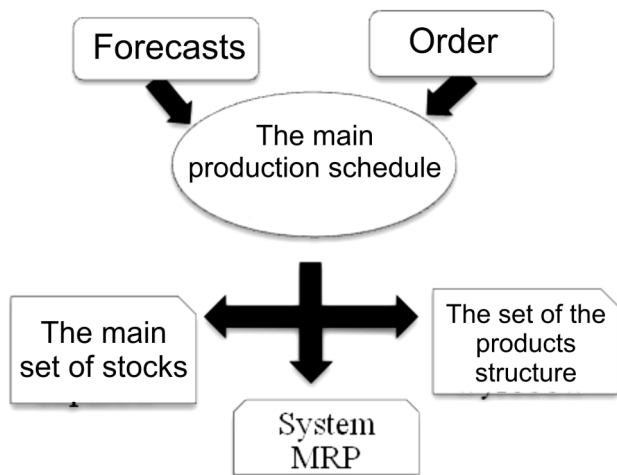 Forecasts
Order
The main
production schedule
The main
set of stocks
The set of the
products
structure
System
MRP